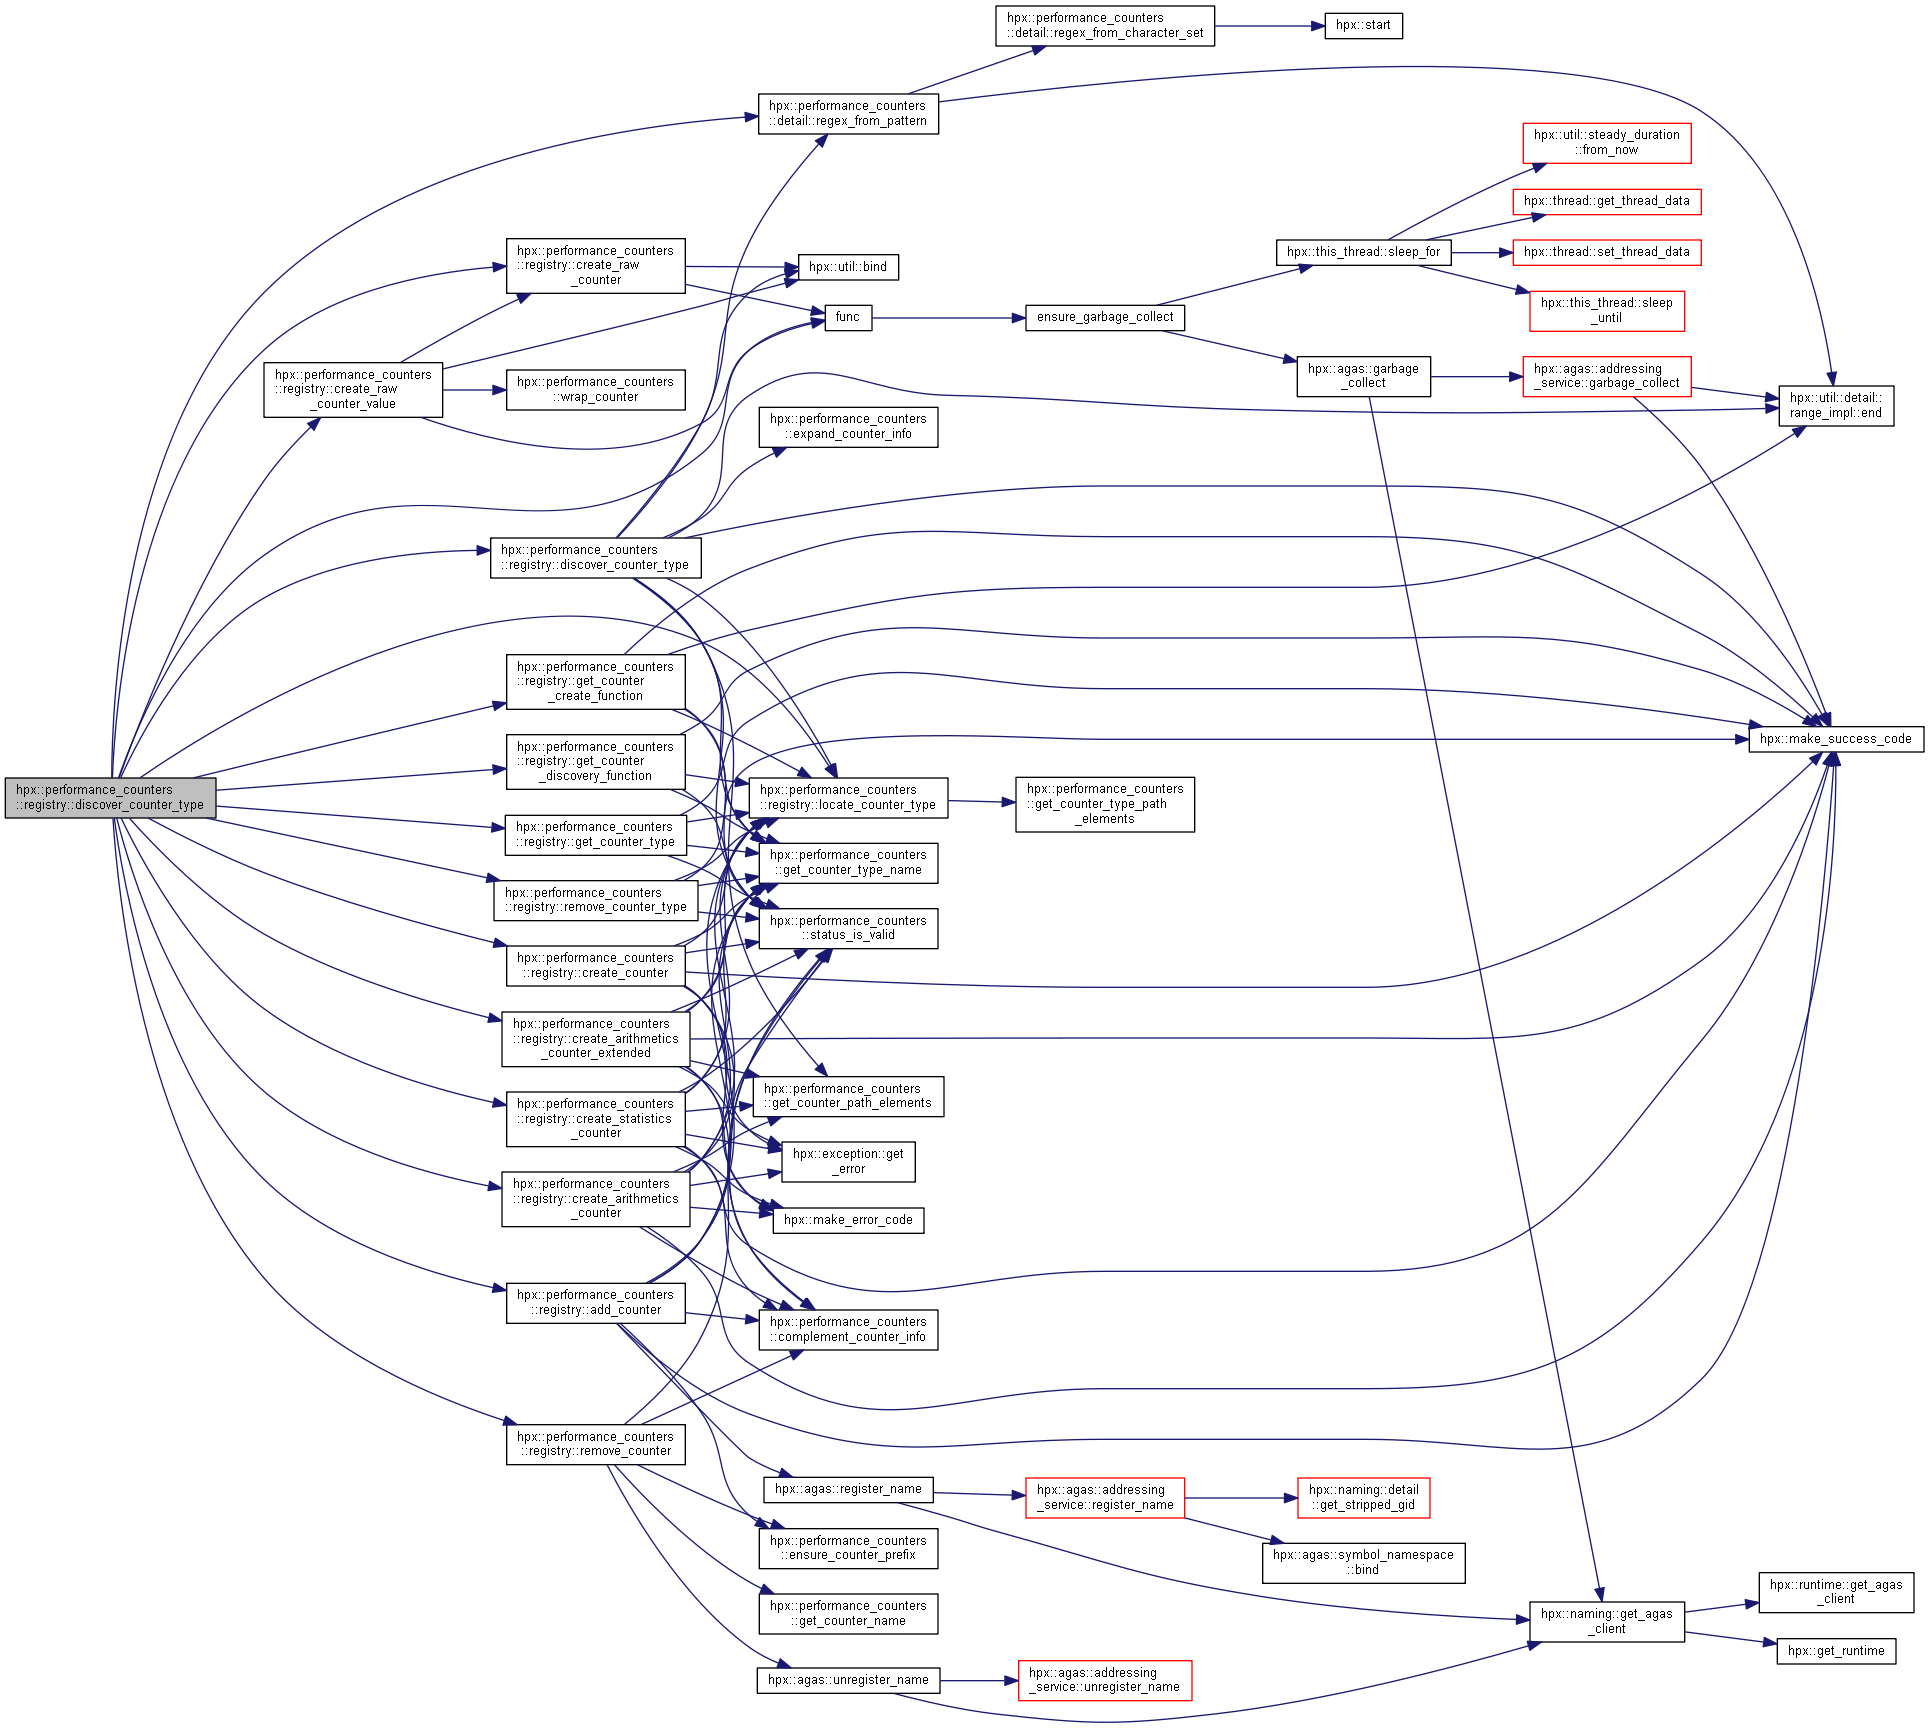 hpx::performance_counters
::registry::discover_counter_type
hpx::performance_counters
::registry::create_raw
_counter_value
hpx::performance_counters
::registry::create_raw
_counter
hpx::performance_counters
::wrap_counter
hpx::performance_counters
::registry::discover_counter_type
hpx::performance_counters
::registry::get_counter
_create_function
hpx::performance_counters
::registry::get_counter
_discovery_function
hpx::performance_counters
::registry::get_counter_type
hpx::performance_counters
::registry::remove_counter_type
hpx::performance_counters
::registry::create_counter
hpx::performance_counters
::registry::create_arithmetics
_counter_extended
hpx::performance_counters
::registry::create_statistics
_counter
hpx::performance_counters
::registry::create_arithmetics
_counter
hpx::performance_counters
::registry::add_counter
hpx::performance_counters
::registry::remove_counter
hpx::performance_counters
::detail::regex_from_pattern
hpx::util::bind
func
hpx::performance_counters
::expand_counter_info
hpx::performance_counters
::registry::locate_counter_type
hpx::performance_counters
::get_counter_type_name
hpx::performance_counters
::status_is_valid
hpx::performance_counters
::get_counter_path_elements
hpx::exception::get
_error
hpx::make_error_code
hpx::performance_counters
::complement_counter_info
hpx::agas::register_name
hpx::performance_counters
::ensure_counter_prefix
hpx::performance_counters
::get_counter_name
hpx::agas::unregister_name
hpx::performance_counters
::detail::regex_from_character_set
ensure_garbage_collect
hpx::performance_counters
::get_counter_type_path
_elements
hpx::agas::addressing
_service::register_name
hpx::agas::addressing
_service::unregister_name
hpx::start
hpx::this_thread::sleep_for
hpx::agas::garbage
_collect
hpx::naming::detail
::get_stripped_gid
hpx::agas::symbol_namespace
::bind
hpx::util::steady_duration
::from_now
hpx::thread::get_thread_data
hpx::thread::set_thread_data
hpx::this_thread::sleep
_until
hpx::agas::addressing
_service::garbage_collect
hpx::naming::get_agas
_client
hpx::util::detail::
range_impl::end
hpx::make_success_code
hpx::runtime::get_agas
_client
hpx::get_runtime